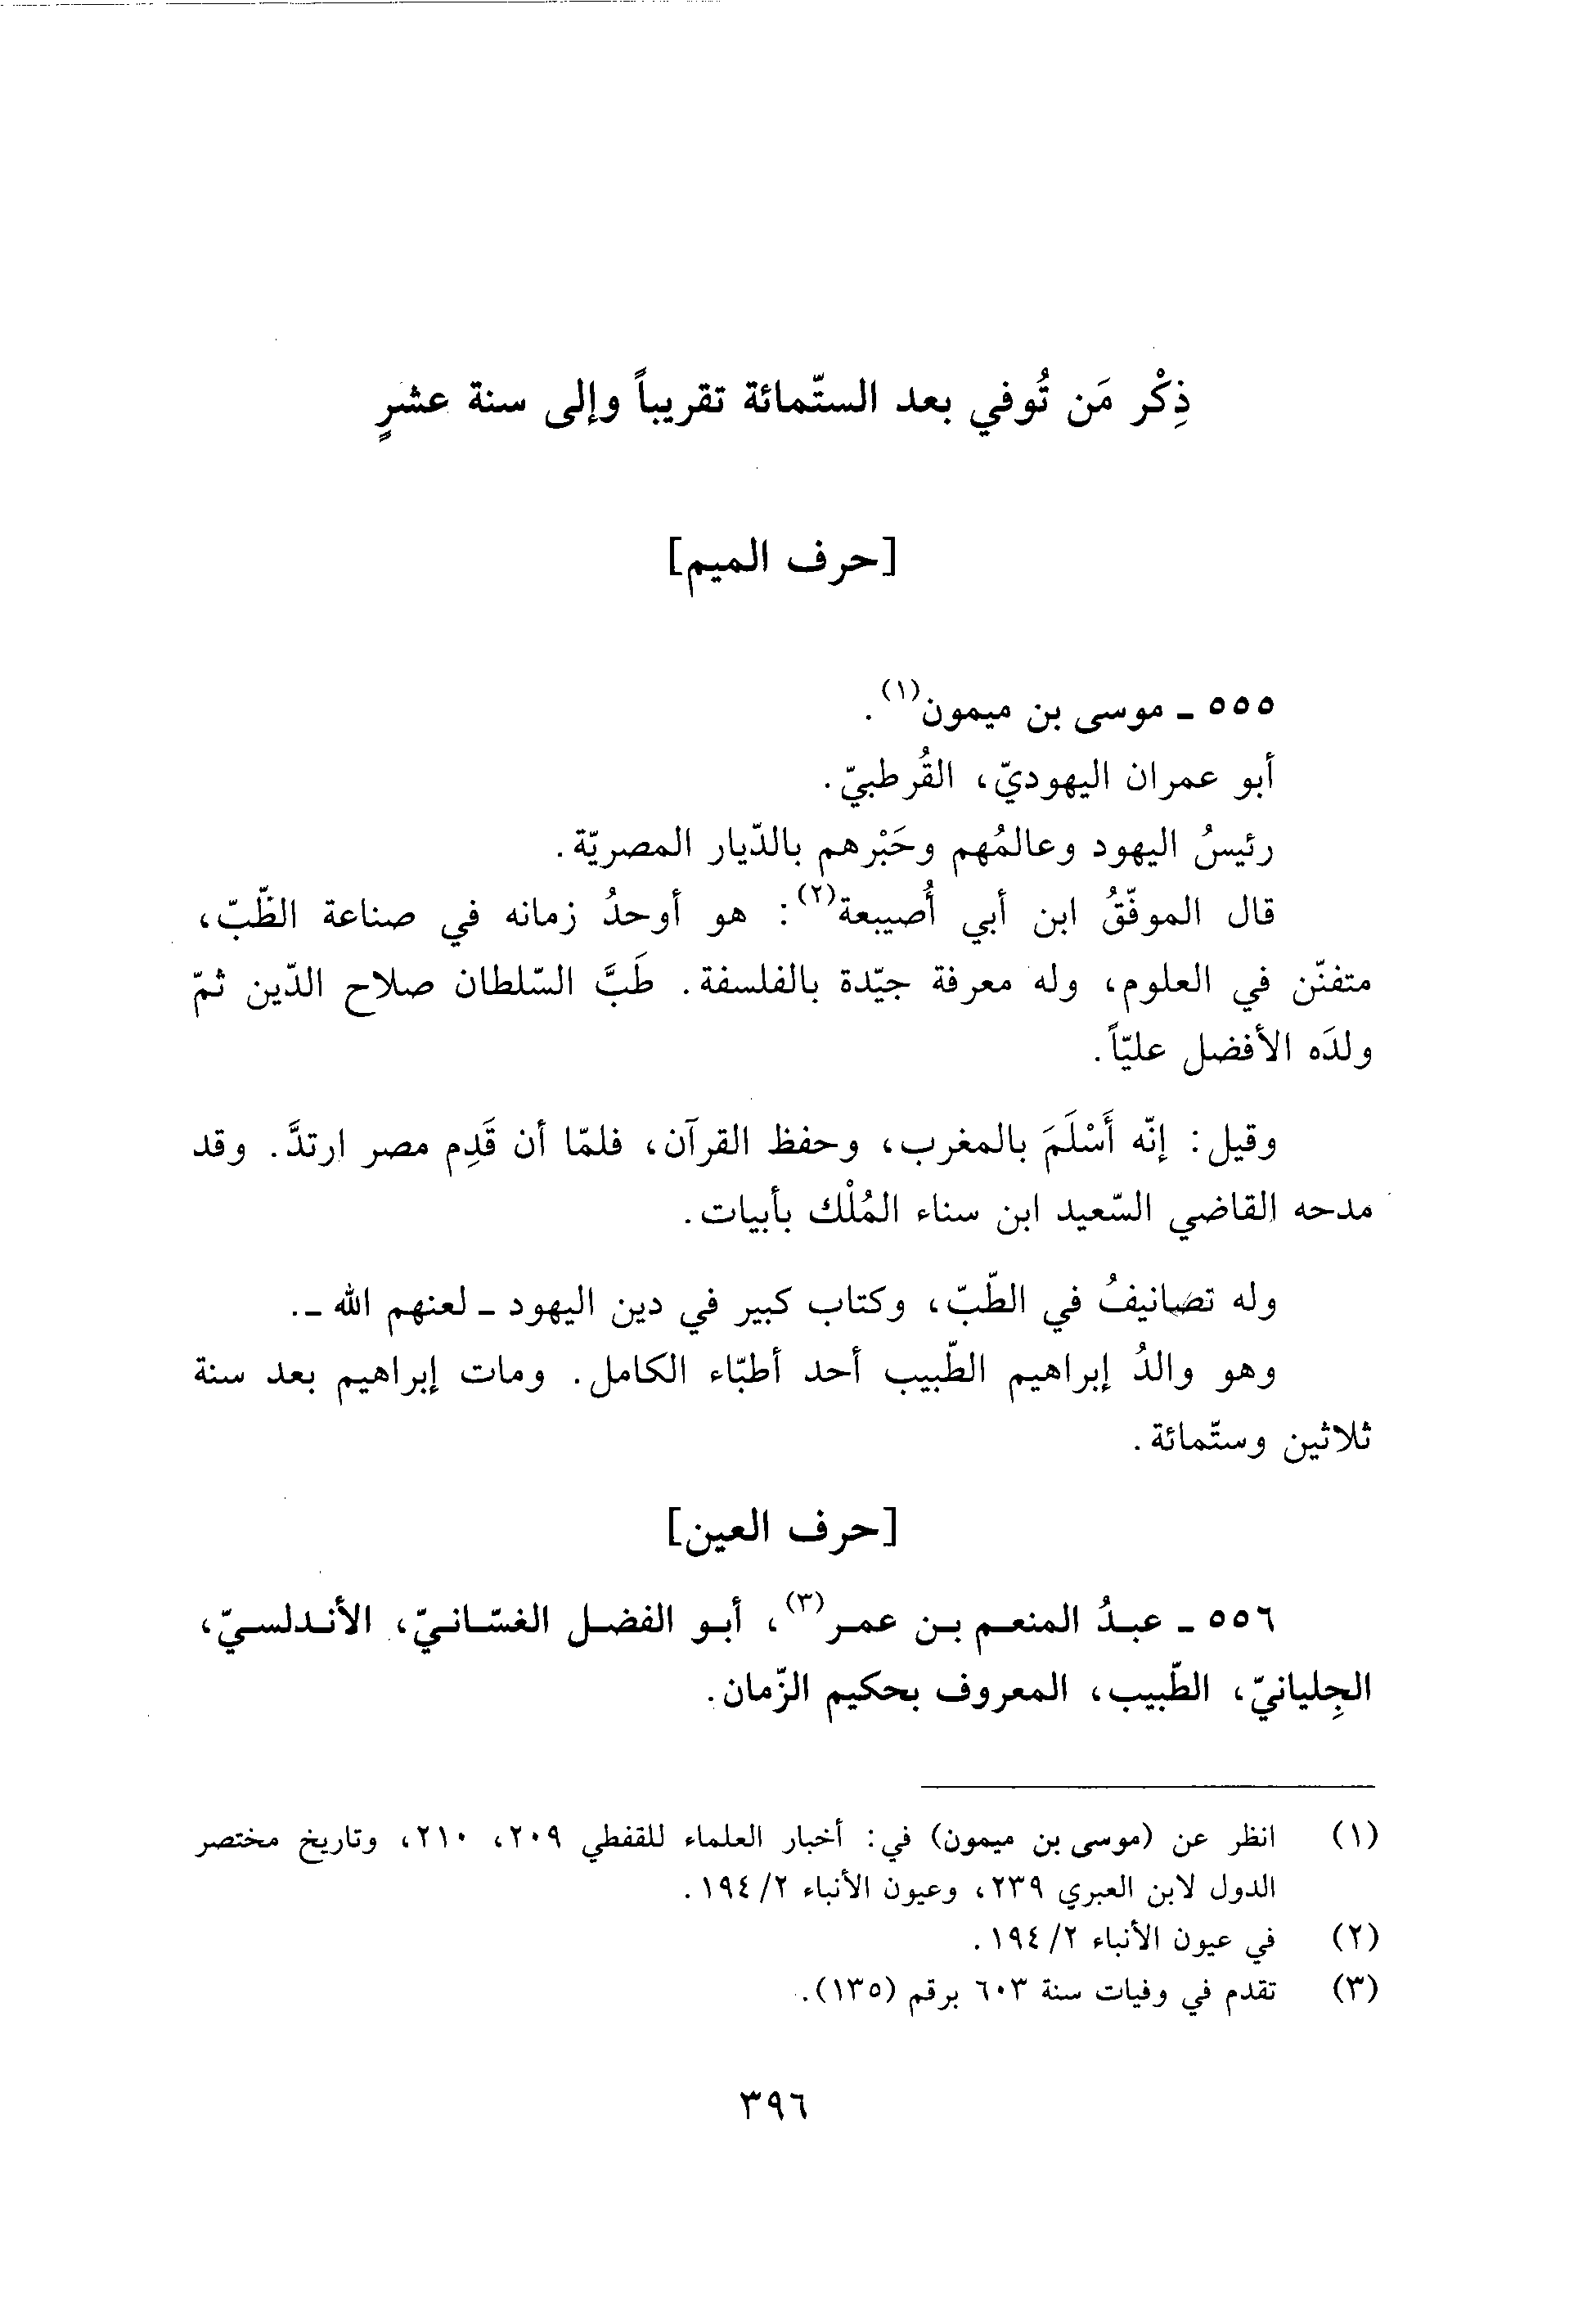 ذِكْر مَن تُوفي بعد الستّمائة تقريباً وإلى سنة عشرٍ
[حرف الميم]
٥٥٥ ـ موسى بن ميمون(١).
أبو عمران اليهوديّ، القُرطبيّ.
رئيسُ اليهود وعالمُهم وحَبْرهم بالدّيار المصريّة.
قال الموفّقُ ابن أبي أُصيبعة(٢): هو أوحدُ زمانه في صناعة الطّبّ،
متفنّن في العلوم، وله معرفة جيّدة بالفلسفة. طَبَّ السّلطان صلاح الدّين ثمّ
ولدَه الأفضل عليّاً.
وقيل: إنّه أَسْلَمَ بالمغرب، وحفظ القرآن، فلمّا أن قَدِم مصر ارتدَّ. وقد
مدحه القاضي السّعيد ابن سناء المُلْك بأبيات.
وله تصانيفُ في الطّبّ، وكتاب كبير في دين اليهود ـ لعنهم الله ـ.
وهو والدُ إبراهيم الطّبيب أحد أطبّاء الكامل. ومات إبراهيم بعد سنة
ثلاثين وستّمائة.
[حرف العين]
٥٥٦ ـ عبدُ المنعم بن عمر(٣)، أبو الفضل الغسّانيّ، الأندلسيّ،
الجِليانيّ، الطّبيب، المعروف بحكيم الزّمان.
(١) انظر عن (موسى بن ميمون) في: أخبار العلماء للقفطي ٢٠٩، ٢١٠، وتاريخ مختصر
الدول لابن العبري ٢٣٩، وعيون الأنباء ٢/ ١٩٤.
(٢) في عيون الأنباء ٢/ ١٩٤.
(٣) تقدم في وفيات سنة ٦٠٣ برقم (١٣٥).
٣٩٦